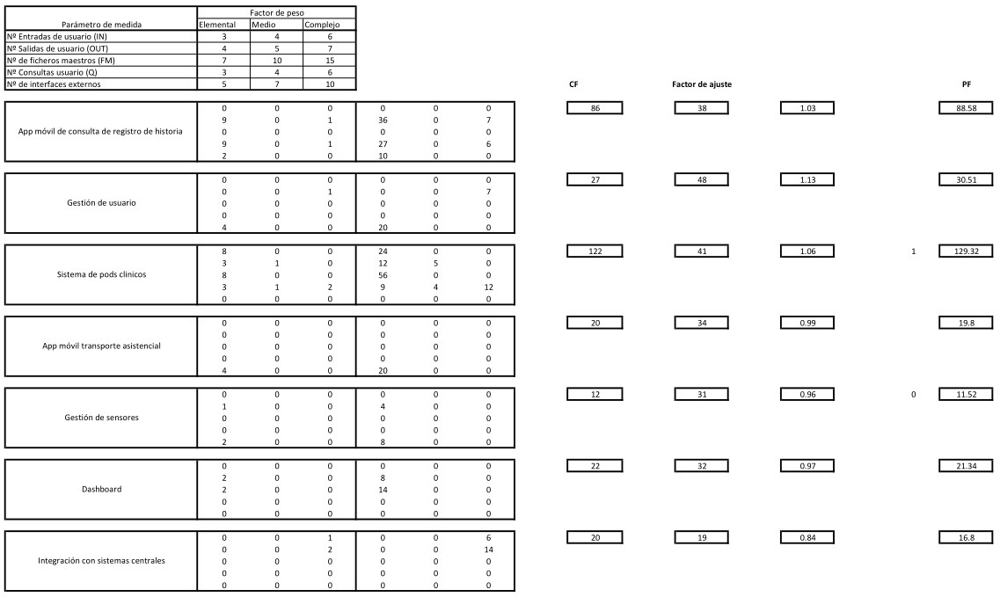 Factor de peso
Parámetro de medida Elemental Medio Complejo
Nº Entradas de usuario (IN) 3 4 6
Nº Salidas de usuario (OUT) 4 5 7
Nº de ficheros maestros (FM) 7 10 15
Nº Consultas usuario (Q) 3 4 6
Nº de interfaces externos 5 7 10 CF Factor de ajuste PF
0 0 0 0 0 0 86 38 1.03 88.58
9 0 1 36 0 7
App móvil de consulta de registro de historia 0 0 0 0 0 0
9 0 1 27 0 6
2 0 0 10 0 0
0 0 0 0 0 0 27 48 1.13 30.51
0 0 1 0 0 7
Gestión de usuario 0 0 0 0 0 0
0 0 0 0 0 0
4 0 0 20 0 0
8 0 0 24 0 0 122 41 1.06 1 129.32
3 1 0 12 5 0
Sistema de pods clinicos 8 0 0 56 0 0
3 1 2 9 4 12
0 0 0 0 0 0
0 0 0 0 0 0 20 34 0.99 19.8
0 0 0 0 0 0
App móvil transporte asistencial 0 0 0 0 0 0
0 0 0 0 0 0
4 0 0 20 0 0
0 0 0 0 0 0 12 31 0.96 0 11.52
1 0 0 4 0 0
Gestión de sensores 0 0 0 0 0 0
0 0 0 0 0 0
2 0 0 8 0 0
0 0 0 0 0 0 22 32 0.97 21.34
2 0 0 8 0 0
Dashboard 2 0 0 14 0 0
0 0 0 0 0 0
0 0 0 0 0 0
0 0 1 0 0 6 20 19 0.84 16.8
0 0 2 0 0 14
Integración con sistemas centrales 0 0 0 0 0 0
0 0 0 0 0 0
0 0 0 0 0 0